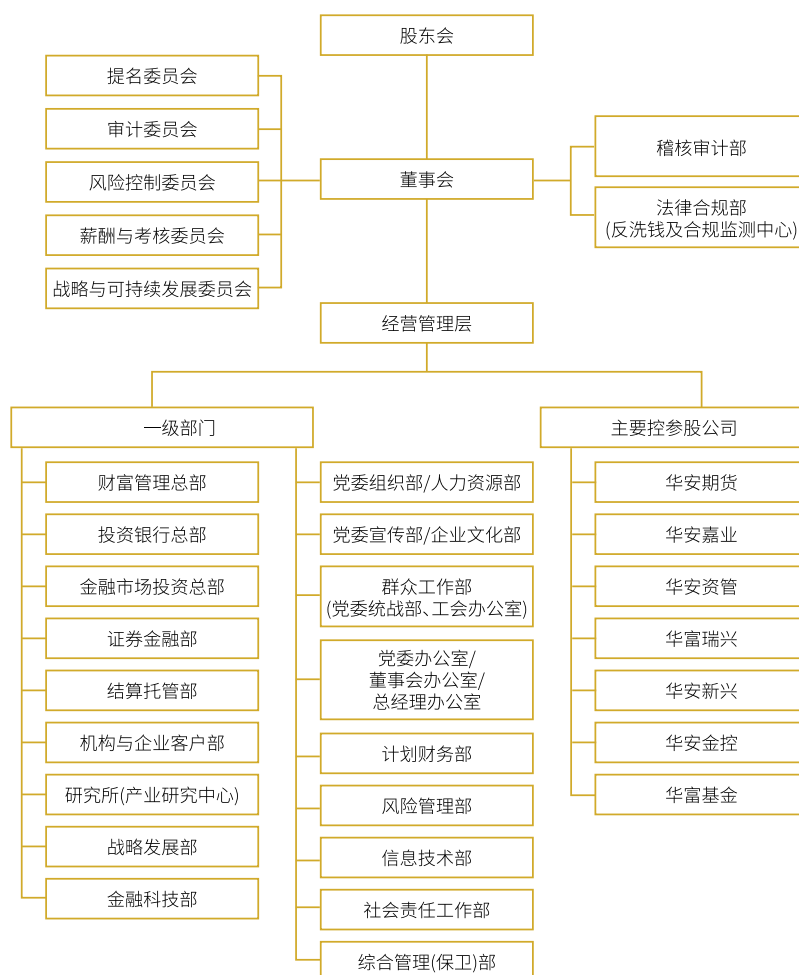 股东会
提名委员会
审计委员会
风险控制委员会
薪酬与考核委员会
战略与可持续发展委员会
董事会
稽核审计部
法律合规部
(反洗钱及合规监测中心)
经营管理层
一级部门
主要控参股公司
财富管理总部
投资银行总部
金融市场投资总部
证券金融部
结算托管部
机构与企业客户部
研究所(产业研究中心)
战略发展部
金融科技部
党委组织部/人力资源部
党委宣传部/企业文化部
群众工作部
(党委统战部、工会办公室)
党委办公室/
董事会办公室/
总经理办公室
计划财务部
风险管理部
信息技术部
社会责任工作部
综合管理(保卫)部
华安期货
华安嘉业
华安资管
华富瑞兴
华安新兴
华安金控
华富基金